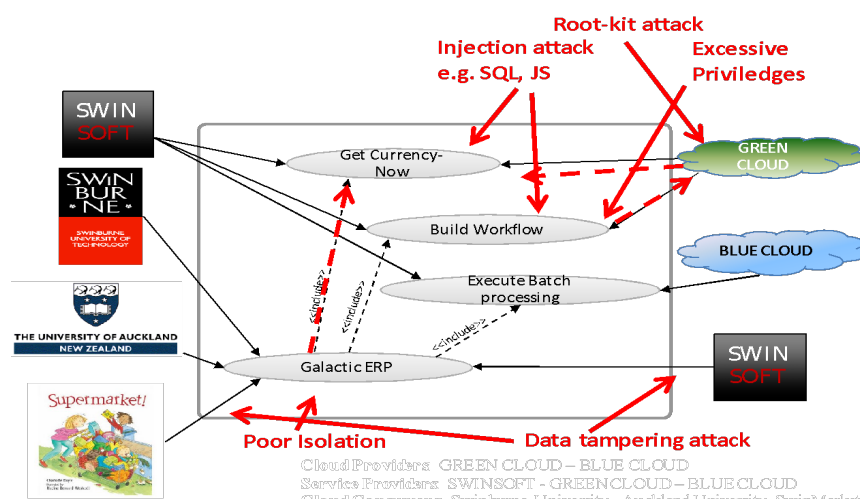 Root-kit attack
Injection attack
e.g. SQL, JS
Excessive
Priviledges
SWIN
SOFT
Get Currency-
Now
GREEN
CLOUD
SWIN
BUR
* NE *
SWINBURNE
UNIVERSITY OF
TECHNOLOGY
Build Workflow
BLUE CLOUD
Execute Batch
processing
<<include>>
<<include>>
<<include>>
THE UNIVERSITY OF AUCKLAND
NEW ZEALAND
Galactic ERP
SWIN
SOFT
Supermarket!
Poor Isolation
Data tampering attack
Cloud Providers: GREEN CLOUD – BLUE CLOUD
Service Providers: SWINSOFT - GREENCLOUD – BLUE CLOUD